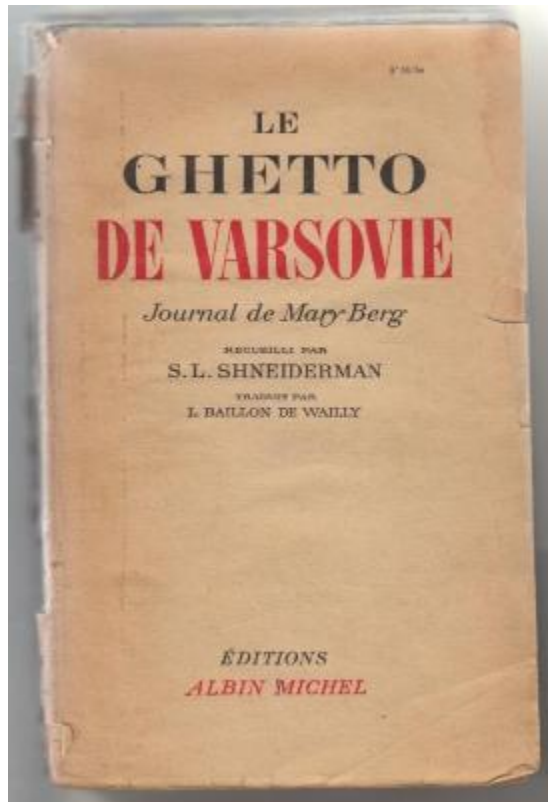 LE
GHETTO
DE VARSOVIE
Journal de Mary Berg
RECUEILLI PAR
S. L. SHNEIDERMAN
TRADUIT PAR
L. BAILLON DE WAILLY
ÉDITIONS
ALBIN MICHEL